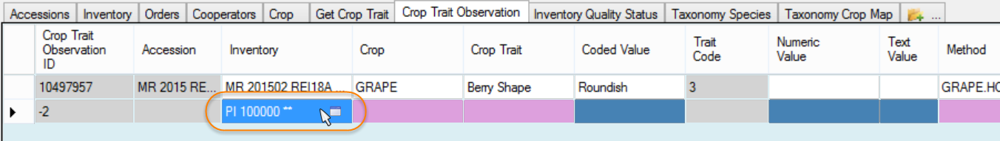 Accessions Inventory Orders Cooperators Crop Get Crop Trait Crop Trait Observation Inventory Quality Status Taxonomy Species Taxonomy Crop Map ...
Crop Trait Observation ID Accession Inventory Crop Crop Trait Coded Value Trait Code Numeric Value Text Value Method
10497957 MR 2015 RE... MR 201502 REI18A ... GRAPE Berry Shape Roundish 3 GRAPE.HO
-2 PI 100000 **